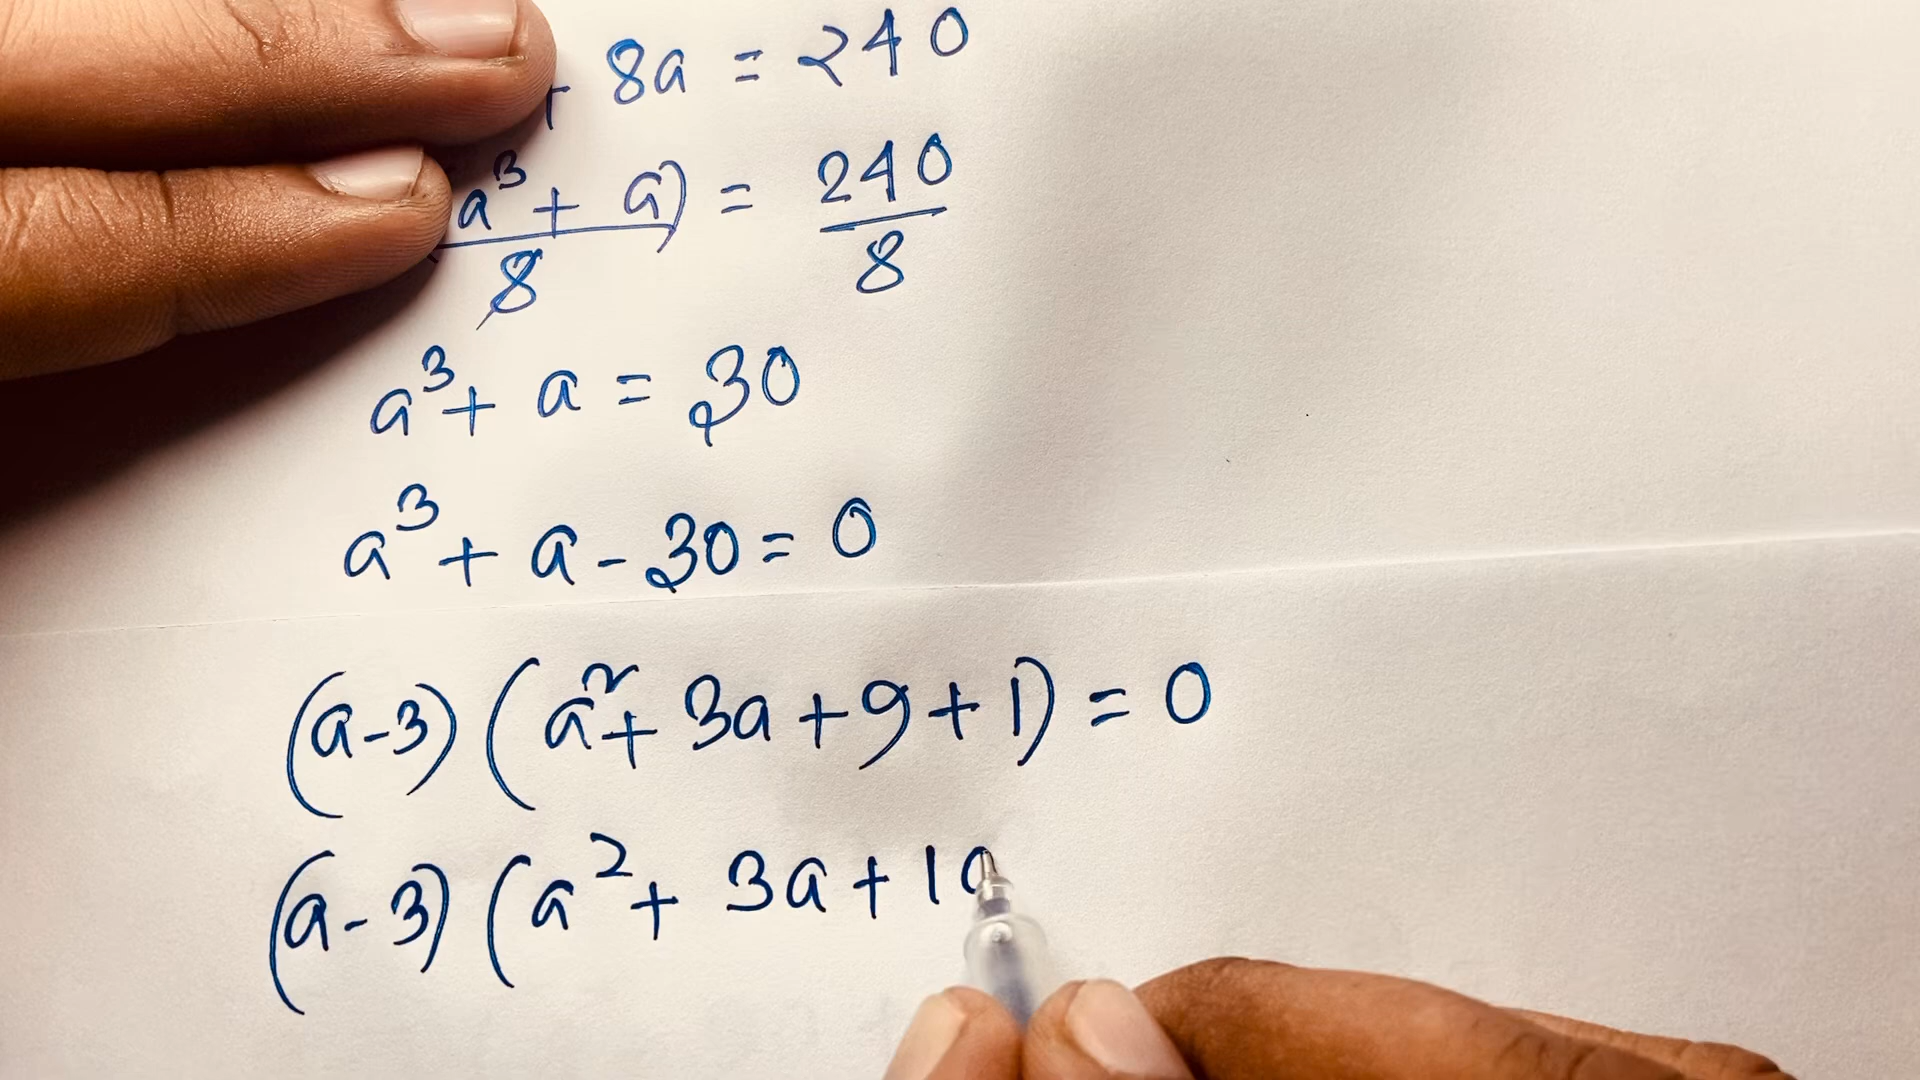 + 8a = 240
a³ + a) / 8 = 240 / 8
a³ + a = 30
a³ + a - 30 = 0
(a-3) (a² + 3a + 9 + 1) = 0
(a-3) (a² + 3a + 10